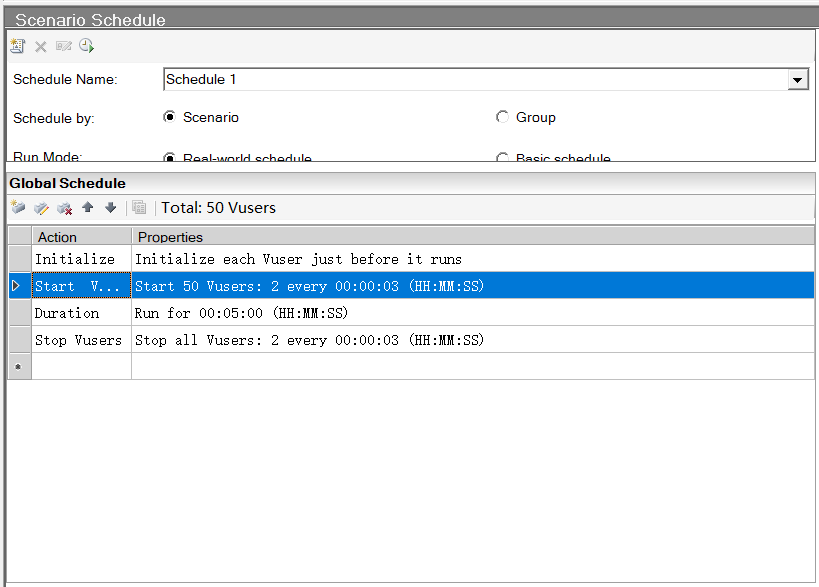 Scenario Schedule
Schedule Name: Schedule 1
Schedule by: Scenario Group
Run Mode: Real-world schedule Basic schedule
Global Schedule
Total: 50 Vusers
Action Properties
Initialize Initialize each Vuser just before it runs
Start V... Start 50 Vusers: 2 every 00:00:03 (HH:MM:SS)
Duration Run for 00:05:00 (HH:MM:SS)
Stop Vusers Stop all Vusers: 2 every 00:00:03 (HH:MM:SS)